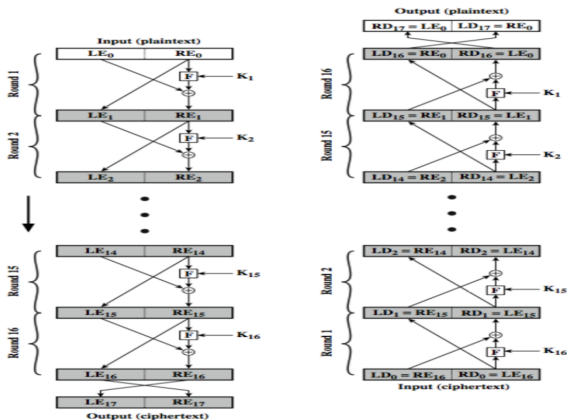 Input (plaintext)
LE0 RE0
Round 1
F
K1
LE1 RE1
Round 2
F
K2
LE2 RE2
LE14 RE14
Round 15
F
K15
LE15 RE15
Round 16
F
K16
LE16 RE16
LE17 RE17
Output (ciphertext)
Output (plaintext)
RD17 = LE0 LD17 = RE0
LD16 = RE0 RD16 = LE0
Round 16
F
K1
LD15 = RE1 RD15 = LE1
Round 15
F
K2
LD14 = RE2 RD14 = LE2
LD2 = RE14 RD2 = LE14
Round 2
F
K15
LD1 = RE15 RD1 = LE15
Round 1
F
K16
LD0 = RE16 RD0 = LE16
Input (ciphertext)